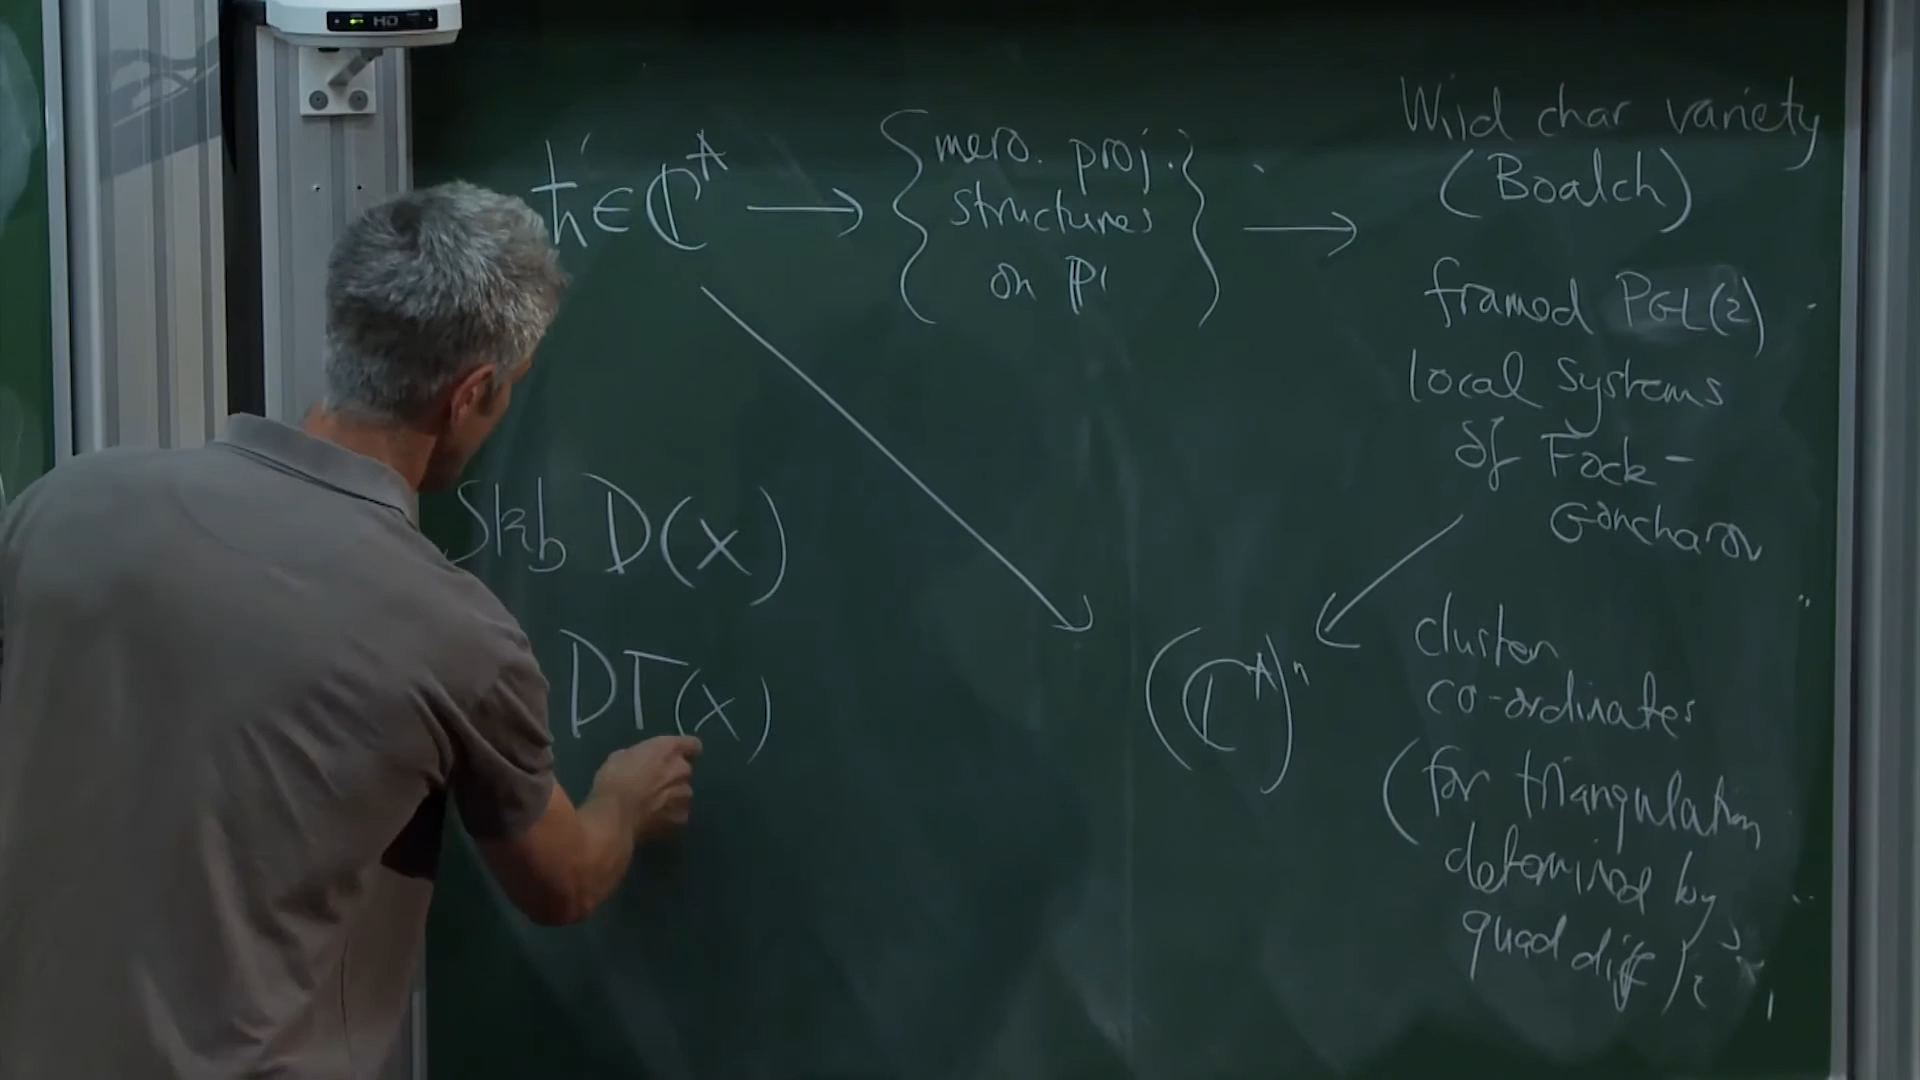 HD
ħ ∈ ℂ* → { mero. proj.
structures
on ℙ¹ } →
Wild char variety
(Boalch)
framed PGL(2)
local systems
of Fock-
Goncharov
Stab D(X)
DT(X)
(ℂ*)ⁿ
cluster
co-ordinates
(for triangulation
determined by
quad diff)